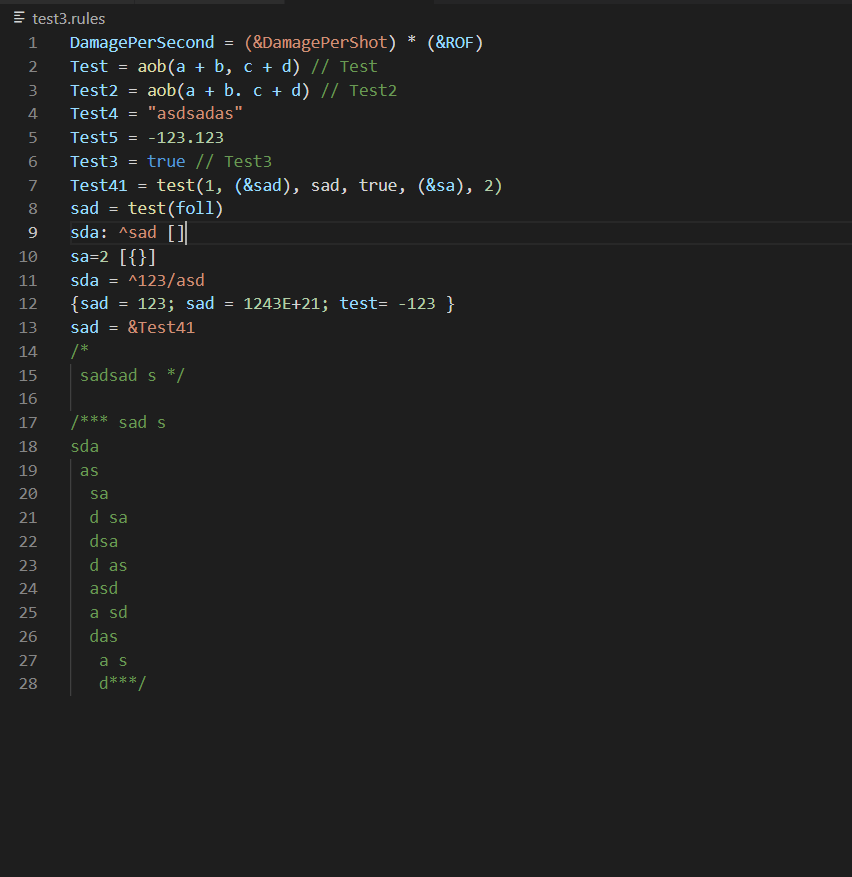 test3.rules
1 DamagePerSecond = (&DamagePerShot) * (&ROF)
2 Test = aob(a + b, c + d) // Test
3 Test2 = aob(a + b. c + d) // Test2
4 Test4 = "asdsadas"
5 Test5 = -123.123
6 Test3 = true // Test3
7 Test41 = test(1, (&sad), sad, true, (&sa), 2)
8 sad = test(foll)
9 sda: ^sad []
10 sa=2 [{}]
11 sda = ^123/asd
12 {sad = 123; sad = 1243E+21; test= -123 }
13 sad = &Test41
14 /*
15 sadsad s */
16
17 /*** sad s
18 sda
19 as
20 sa
21 d sa
22 dsa
23 d as
24 asd
25 a sd
26 das
27 a s
28 d***/